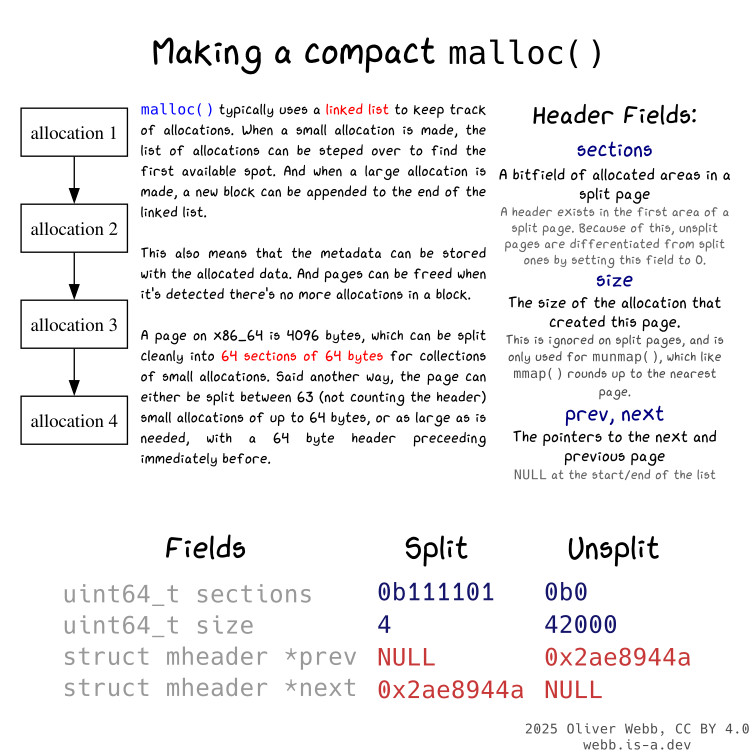 Making a compact malloc()
allocation 1
allocation 2
allocation 3
allocation 4
malloc() typically uses a linked list to keep track
of allocations. When a small allocation is made, the
list of allocations can be steped over to find the
first available spot. And when a large allocation is
made, a new block can be appended to the end of the
linked list.
This also means that the metadata can be stored
with the allocated data. And pages can be freed when
it's detected there's no more allocations in a block.
A page on x86_64 is 4096 bytes, which can be split
cleanly into 64 sections of 64 bytes for collections
of small allocations. Said another way, the page can
either be split between 63 (not counting the header)
small allocations of up to 64 bytes, or as large as is
needed, with a 64 byte header preceeding
immediately before.
Header Fields:
sections
A bitfield of allocated areas in a
split page
A header exists in the first area of a
split page. Because of this, unsplit
pages are differentiated from split
ones by setting this field to 0.
size
The size of the allocation that
created this page.
This is ignored on split pages, and is
only used for munmap(), which like
mmap() rounds up to the nearest
page.
prev, next
The pointers to the next and
previous page
NULL at the start/end of the list
Fields Split Unsplit
uint64_t sections 0b111101 0b0
uint64_t size 4 42000
struct mheader *prev NULL 0x2ae8944a
struct mheader *next 0x2ae8944a NULL
2025 Oliver Webb, CC BY 4.0
webb.is-a.dev